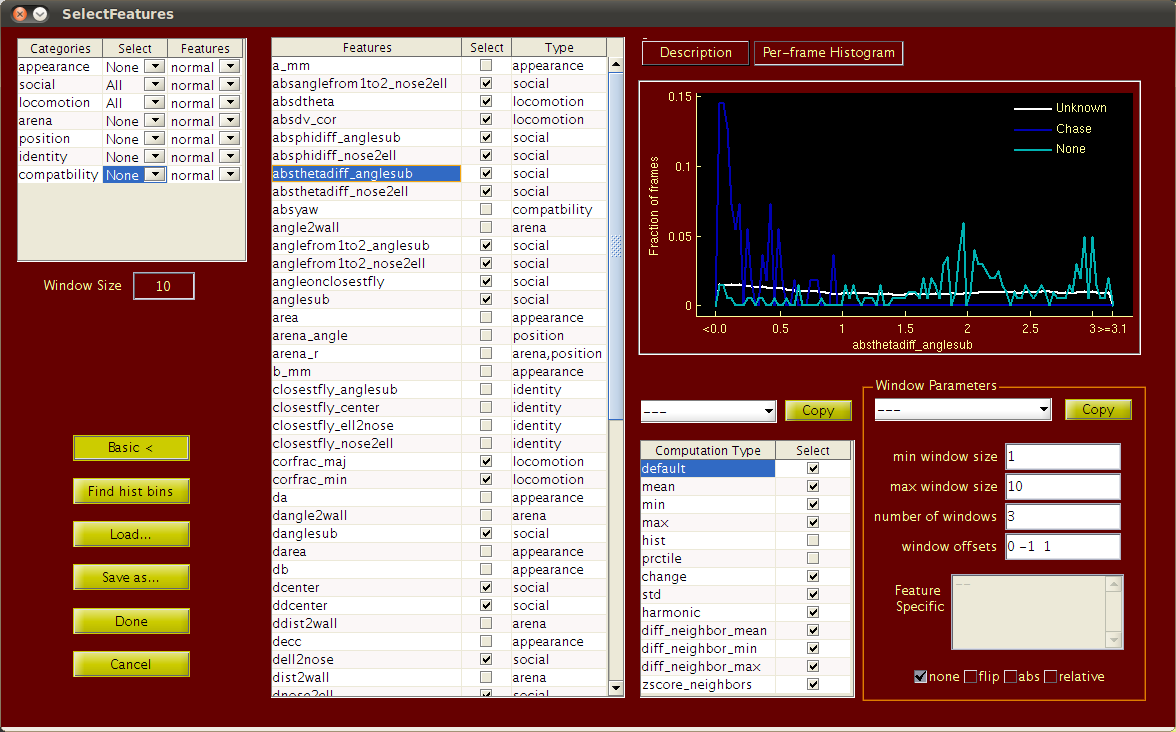 SelectFeatures
Categories Select Features
appearance None normal
social All normal
locomotion All normal
arena None normal
position None normal
identity None normal
compatbility None normal
Window Size 10
Basic <
Find hist bins
Load...
Save as...
Done
Cancel
Features Select Type
a_mm appearance
absanglefrom1to2_nose2ell social
absdtheta locomotion
absdv_cor locomotion
absphidiff_anglesub social
absphidiff_nose2ell social
absthetadiff_anglesub social
absthetadiff_nose2ell social
absyaw compatbility
angle2wall arena
anglefrom1to2_anglesub social
anglefrom1to2_nose2ell social
angleonclosestfly social
anglesub social
area appearance
arena_angle position
arena_r arena,position
b_mm appearance
closestfly_anglesub identity
closestfly_center identity
closestfly_ell2nose identity
closestfly_nose2ell identity
corfrac_maj locomotion
corfrac_min locomotion
da appearance
dangle2wall arena
danglesub social
darea appearance
db appearance
dcenter social
ddcenter social
ddist2wall arena
decc appearance
dell2nose social
dist2wall arena
dnose2ell social
Description Per-frame Histogram
0.15
0.1
0.05
0
Fraction of frames
Unknown
Chase
None
<0.0 0.5 1 1.5 2 2.5 3 >=3.1
absthetadiff_anglesub
--- Copy
Computation Type Select
default
mean
min
max
hist
prctile
change
std
harmonic
diff_neighbor_mean
diff_neighbor_min
diff_neighbor_max
zscore_neighbors
Window Parameters
--- Copy
min window size 1
max window size 10
number of windows 3
window offsets 0 -1 1
Feature --
Specific
none flip abs relative